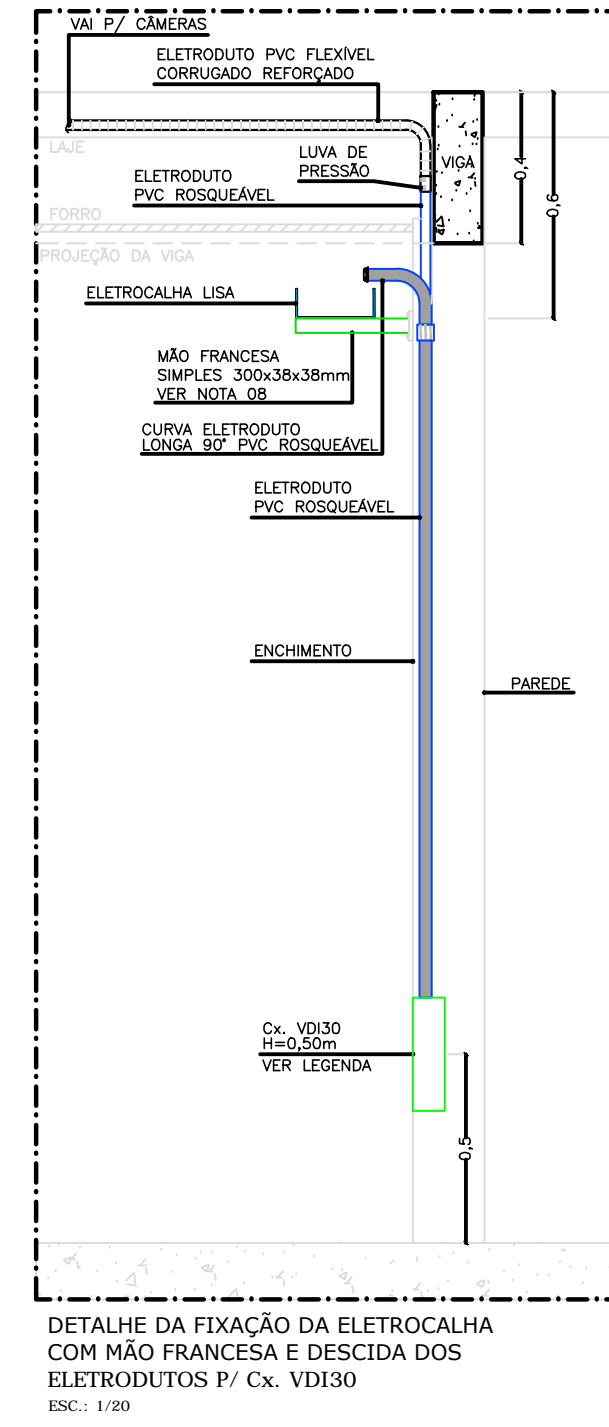 VAI P/ CÂMERAS
ELETRODUTO PVC FLEXÍVEL
CORRUGADO REFORÇADO
LAJE
LUVA DE
PRESSÃO
VIGA
0,4
0,6
ELETRODUTO
PVC ROSQUEÁVEL
FORRO
PROJEÇÃO DA VIGA
ELETROCALHA LISA
MÃO FRANCESA
SIMPLES 300x38x38mm
VER NOTA 08
CURVA ELETRODUTO
LONGA 90° PVC ROSQUEÁVEL
ELETRODUTO
PVC ROSQUEÁVEL
ENCHIMENTO
PAREDE
Cx. VDI30
H=0,50m
VER LEGENDA
0,5
DETALHE DA FIXAÇÃO DA ELETROCALHA
COM MÃO FRANCESA E DESCIDA DOS
ELETRODUTOS P/ Cx. VDI30
ESC.: 1/20